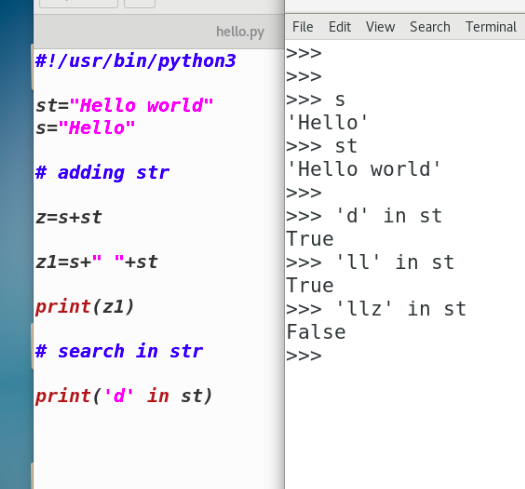 hello.py
#!/usr/bin/python3
st="Hello world"
s="Hello"
# adding str
z=s+st
z1=s+" "+st
print(z1)
# search in str
print('d' in st)
File Edit View Search Terminal
>>>
>>>
>>> s
'Hello'
>>> st
'Hello world'
>>>
>>> 'd' in st
True
>>> 'll' in st
True
>>> 'llz' in st
False
>>>